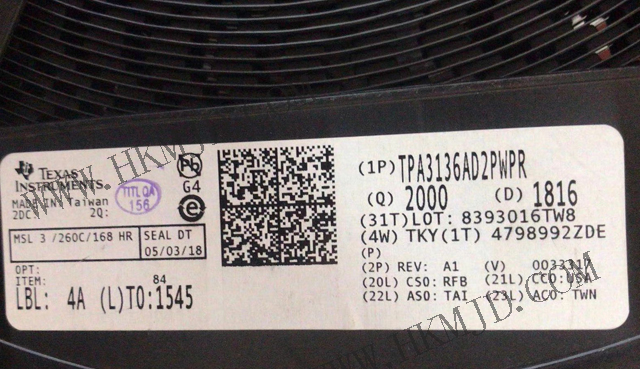 TEXAS
INSTRUMENTS
MADE IN: Taiwan
2DC: 2Q:
TITL QA
156
Pb
G4
e
MSL 3 /260C/168 HR
SEAL DT
05/03/18
OPT:
ITEM: 84
LBL: 4A (L)T0:1545
(1P) TPA3136AD2PWPR
(Q) 2000 (D) 1816
(31T)LOT: 8393016TW8
(4W) TKY(1T) 4798992ZDE
(P)
(2P) REV: A1 (V) 0033317
(20L) CSO: RFB (21L) CCO:USA
(22L) ASO: TAI (23L) ACO: TWN
WWW.HKMJD.COM
WWW.HKMJD.COM